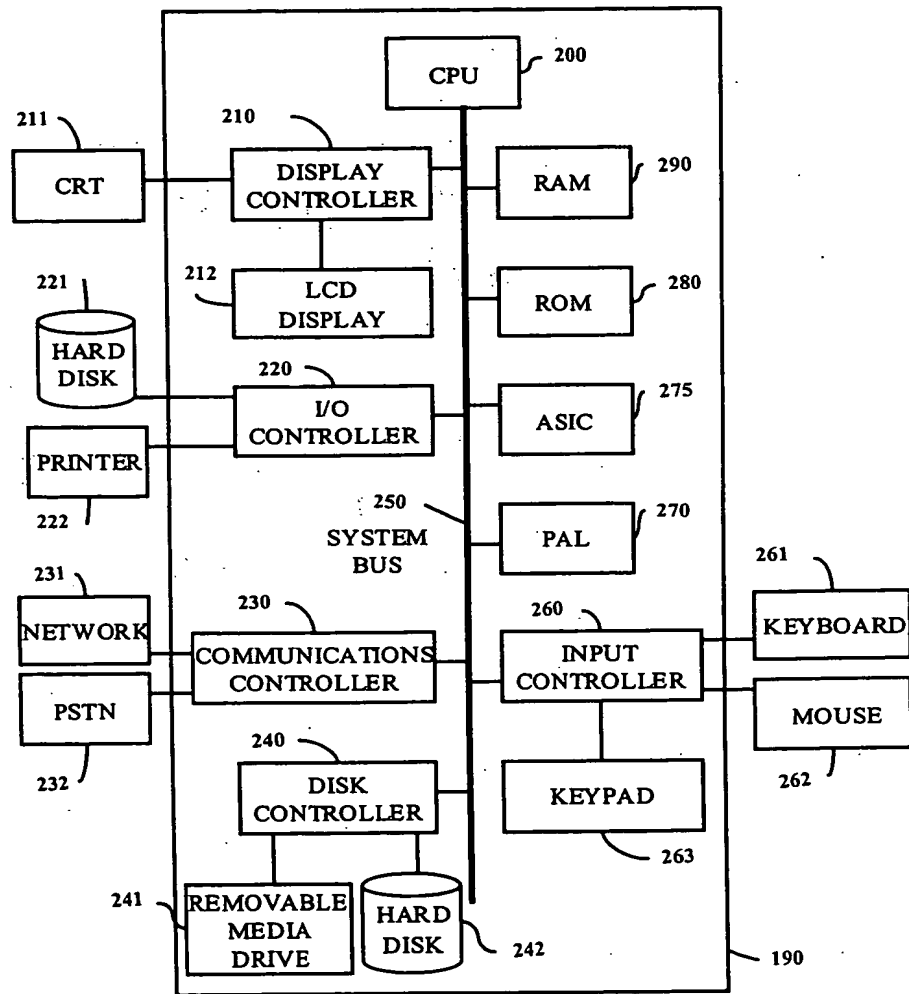 CPU
200
211
210
CRT
DISPLAY
CONTROLLER
RAM
290
212
LCD
DISPLAY
ROM
280
221
HARD
DISK
220
I/O
CONTROLLER
ASIC
275
PRINTER
222
250
SYSTEM
BUS
PAL
270
231
NETWORK
230
COMMUNICATIONS
CONTROLLER
PSTN
232
260
INPUT
CONTROLLER
261
KEYBOARD
MOUSE
262
240
DISK
CONTROLLER
KEYPAD
263
241
REMOVABLE
MEDIA
DRIVE
HARD
DISK
242
190